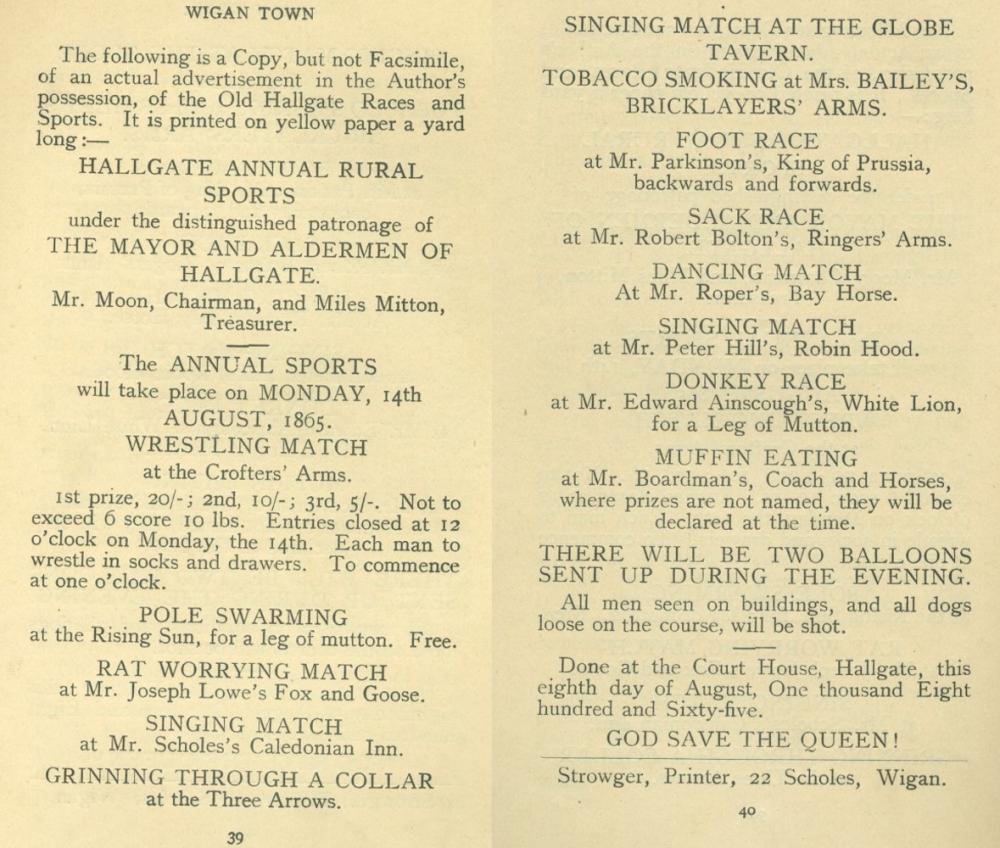 WIGAN TOWN
The following is a Copy, but not Facsimile,
of an actual advertisement in the Author's
possession, of the Old Hallgate Races and
Sports. It is printed on yellow paper a yard
long :—
HALLGATE ANNUAL RURAL
SPORTS
under the distinguished patronage of
THE MAYOR AND ALDERMEN OF
HALLGATE.
Mr. Moon, Chairman, and Miles Mitton,
Treasurer.
The ANNUAL SPORTS
will take place on MONDAY, 14th
AUGUST, 1865.
WRESTLING MATCH
at the Crofters' Arms.
1st prize, 20/-; 2nd, 10/-; 3rd, 5/-. Not to
exceed 6 score 10 lbs. Entries closed at 12
o'clock on Monday, the 14th. Each man to
wrestle in socks and drawers. To commence
at one o'clock.
POLE SWARMING
at the Rising Sun, for a leg of mutton. Free.
RAT WORRYING MATCH
at Mr. Joseph Lowe's Fox and Goose.
SINGING MATCH
at Mr. Scholes's Caledonian Inn.
GRINNING THROUGH A COLLAR
at the Three Arrows.
39
SINGING MATCH AT THE GLOBE
TAVERN.
TOBACCO SMOKING at Mrs. BAILEY'S,
BRICKLAYERS' ARMS.
FOOT RACE
at Mr. Parkinson's, King of Prussia,
backwards and forwards.
SACK RACE
at Mr. Robert Bolton's, Ringers' Arms.
DANCING MATCH
At Mr. Roper's, Bay Horse.
SINGING MATCH
at Mr. Peter Hill's, Robin Hood.
DONKEY RACE
at Mr. Edward Ainscough's, White Lion,
for a Leg of Mutton.
MUFFIN EATING
at Mr. Boardman's, Coach and Horses,
where prizes are not named, they will be
declared at the time.
THERE WILL BE TWO BALLOONS
SENT UP DURING THE EVENING.
All men seen on buildings, and all dogs
loose on the course, will be shot.
Done at the Court House, Hallgate, this
eighth day of August, One thousand Eight
hundred and Sixty-five.
GOD SAVE THE QUEEN!
Strowger, Printer, 22 Scholes, Wigan.
40